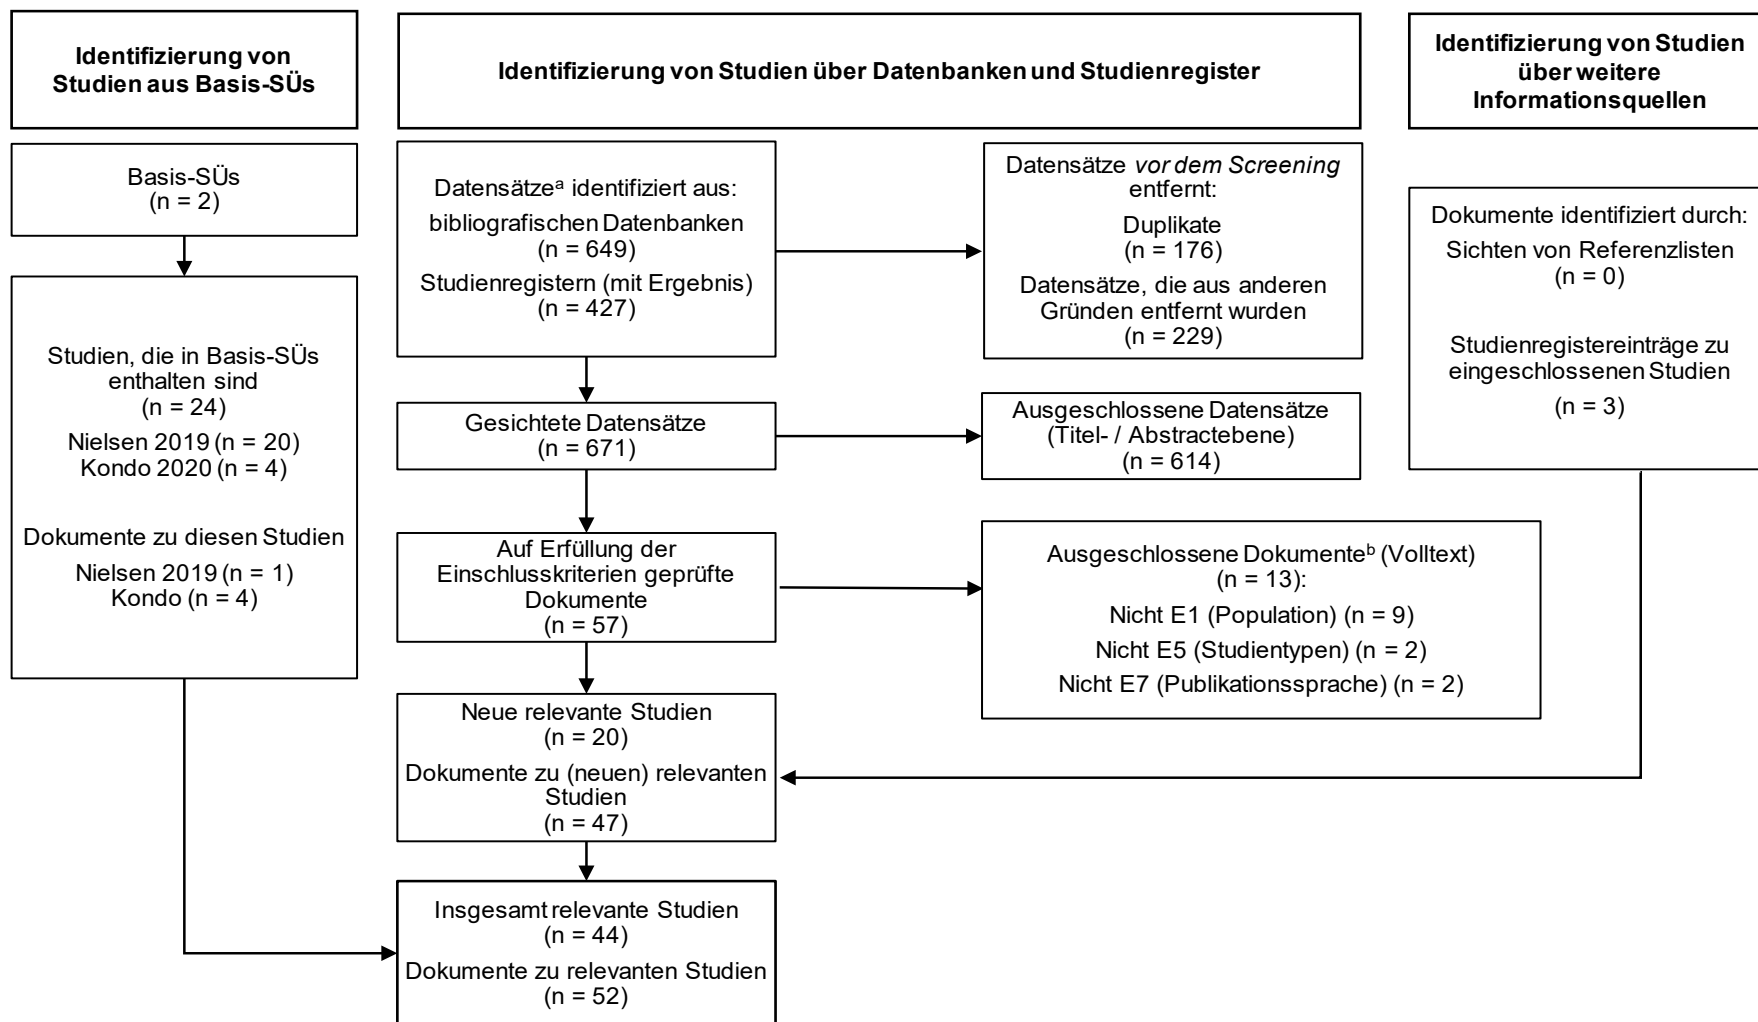 Identifizierung von
Studien aus Basis-SÜs
Basis-SÜs
(n = 2)
Studien, die in Basis-SÜs
enthalten sind
(n = 24)
Nielsen 2019 (n = 20)
Kondo 2020 (n = 4)
Dokumente zu diesen Studien
Nielsen 2019 (n = 1)
Kondo (n = 4)
Identifizierung von Studien über Datenbanken und Studienregister
Datensätzeᵃ identifiziert aus:
bibliografischen Datenbanken
(n = 649)
Studienregistern (mit Ergebnis)
(n = 427)
Datensätze vor dem Screening
entfernt:
Duplikate
(n = 176)
Datensätze, die aus anderen
Gründen entfernt wurden
(n = 229)
Gesichtete Datensätze
(n = 671)
Ausgeschlossene Datensätze
(Titel- / Abstractebene)
(n = 614)
Auf Erfüllung der
Einschlusskriterien geprüfte
Dokumente
(n = 57)
Ausgeschlossene Dokumenteᵇ (Volltext)
(n = 13):
Nicht E1 (Population) (n = 9)
Nicht E5 (Studientypen) (n = 2)
Nicht E7 (Publikationssprache) (n = 2)
Neue relevante Studien
(n = 20)
Dokumente zu (neuen) relevanten
Studien
(n = 47)
Insgesamt relevante Studien
(n = 44)
Dokumente zu relevanten Studien
(n = 52)
Identifizierung von Studien
über weitere
Informationsquellen
Dokumente identifiziert durch:
Sichten von Referenzlisten
(n = 0)
Studienregistereinträge zu
eingeschlossenen Studien
(n = 3)